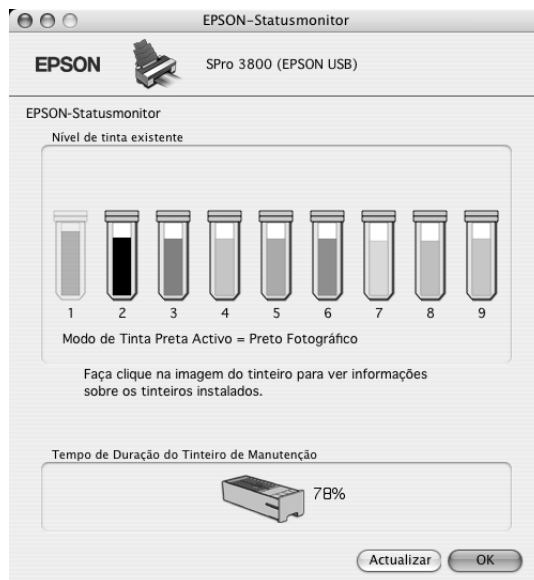 EPSON-Statusmonitor
EPSON
SPro 3800 (EPSON USB)
EPSON-Statusmonitor
Nível de tinta existente
1 2 3 4 5 6 7 8 9
Modo de Tinta Preta Activo = Preto Fotográfico
Faça clique na imagem do tinteiro para ver informações
sobre os tinteiros instalados.
Tempo de Duração do Tinteiro de Manutenção
78%
Actualizar OK